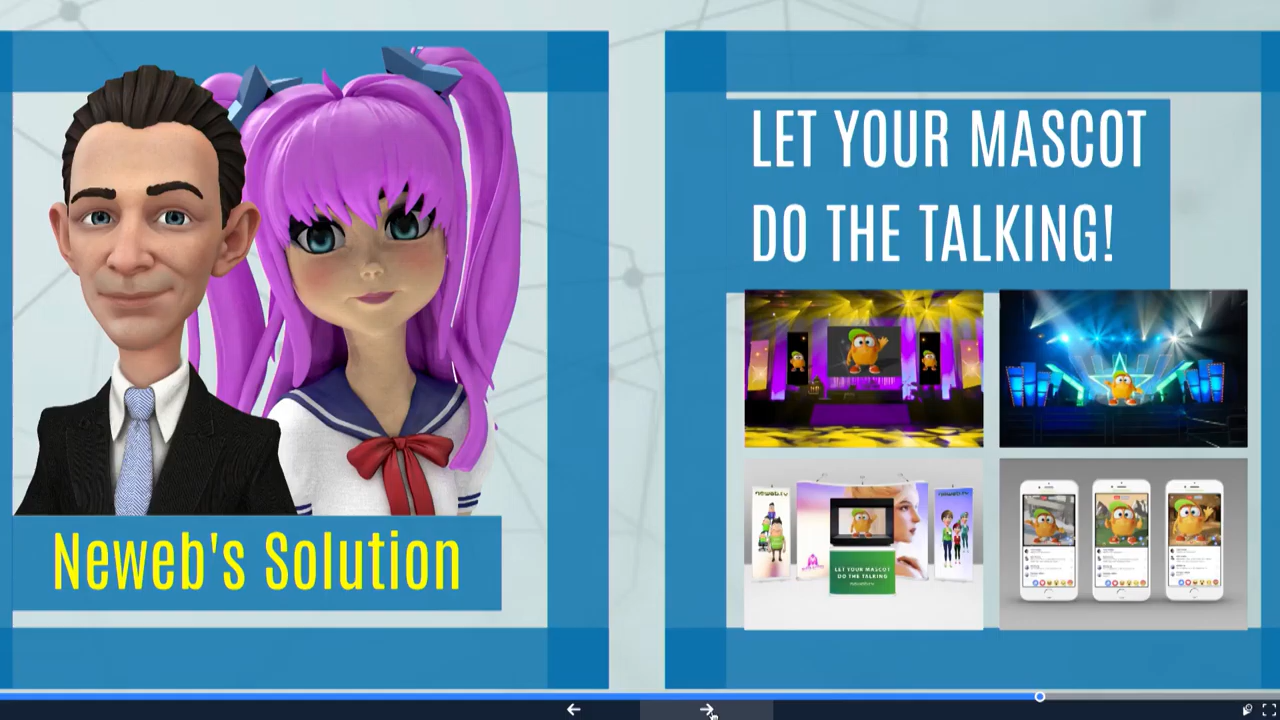 Neweb's Solution
LET YOUR MASCOT
DO THE TALKING!
LET YOUR MASCOT
DO THE TALKING